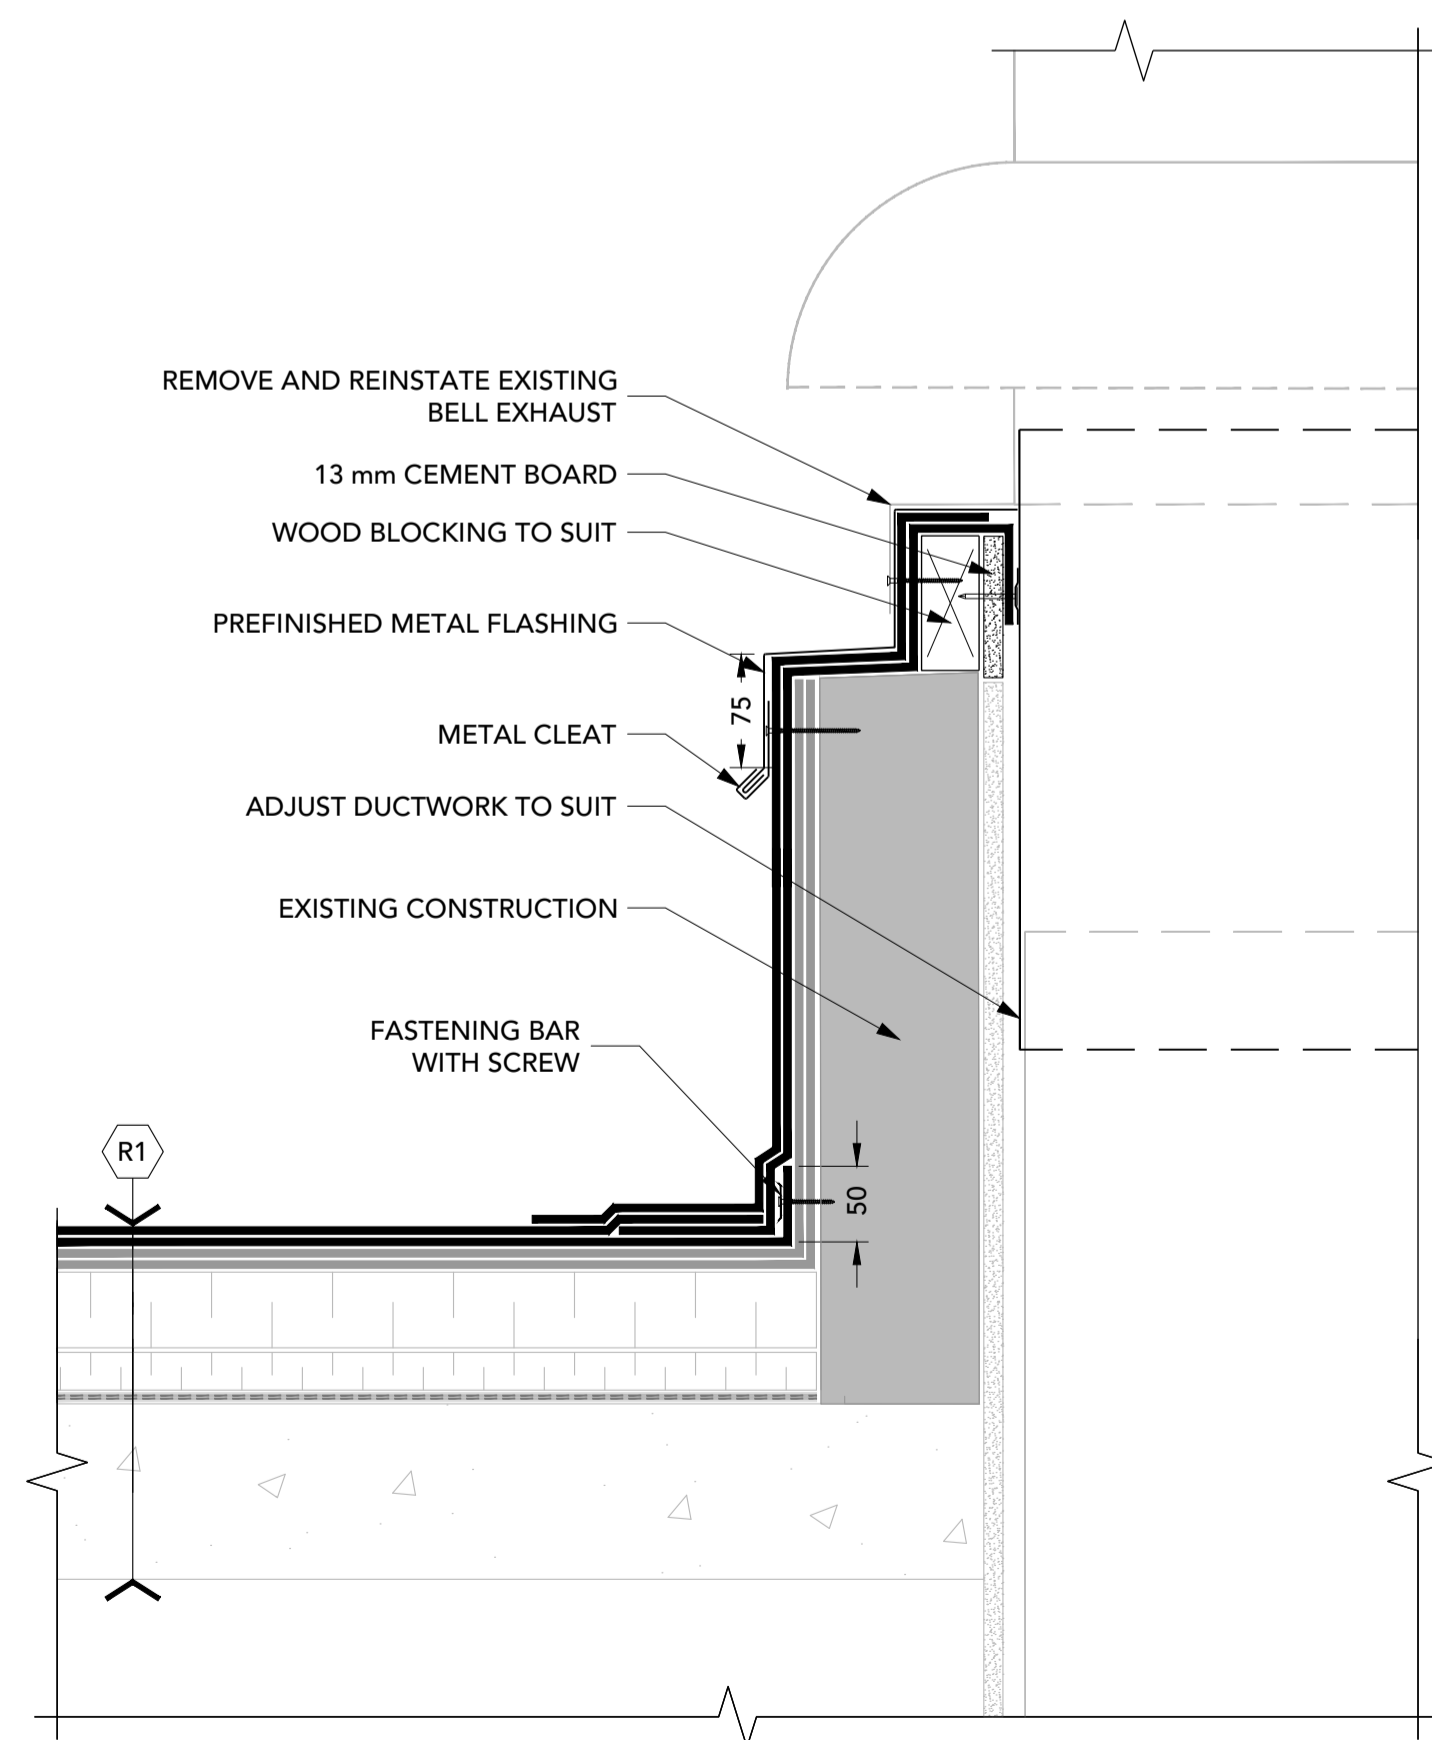 REMOVE AND REINSTATE EXISTING
BELL EXHAUST
13 mm CEMENT BOARD
WOOD BLOCKING TO SUIT
PREFINISHED METAL FLASHING
75
METAL CLEAT
ADJUST DUCTWORK TO SUIT
EXISTING CONSTRUCTION
FASTENING BAR
WITH SCREW
R1
50